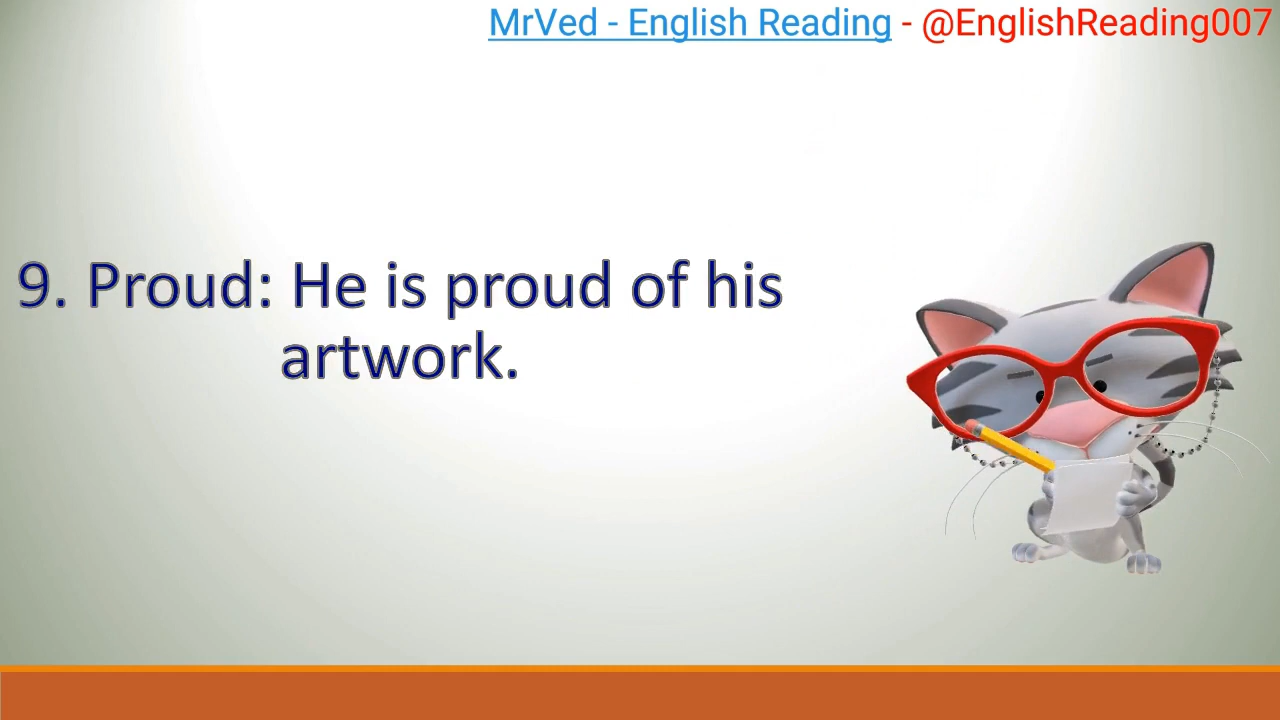 MrVed - English Reading - @EnglishReading007
9. Proud: He is proud of his
artwork.